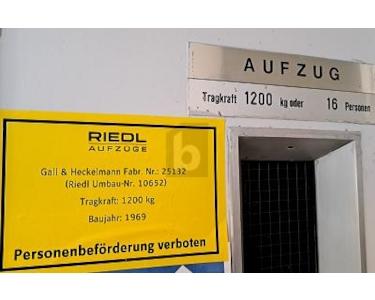 AUFZUG
Tragkraft 1200 kg oder 16 Personen
RIEDL
AUFZÜGE
Gall & Heckelmann Fabr. Nr.: 25132
(Riedl Umbau-Nr. 10652)
Tragkraft: 1200 kg
Baujahr: 1969
Personenbeförderung verboten
b